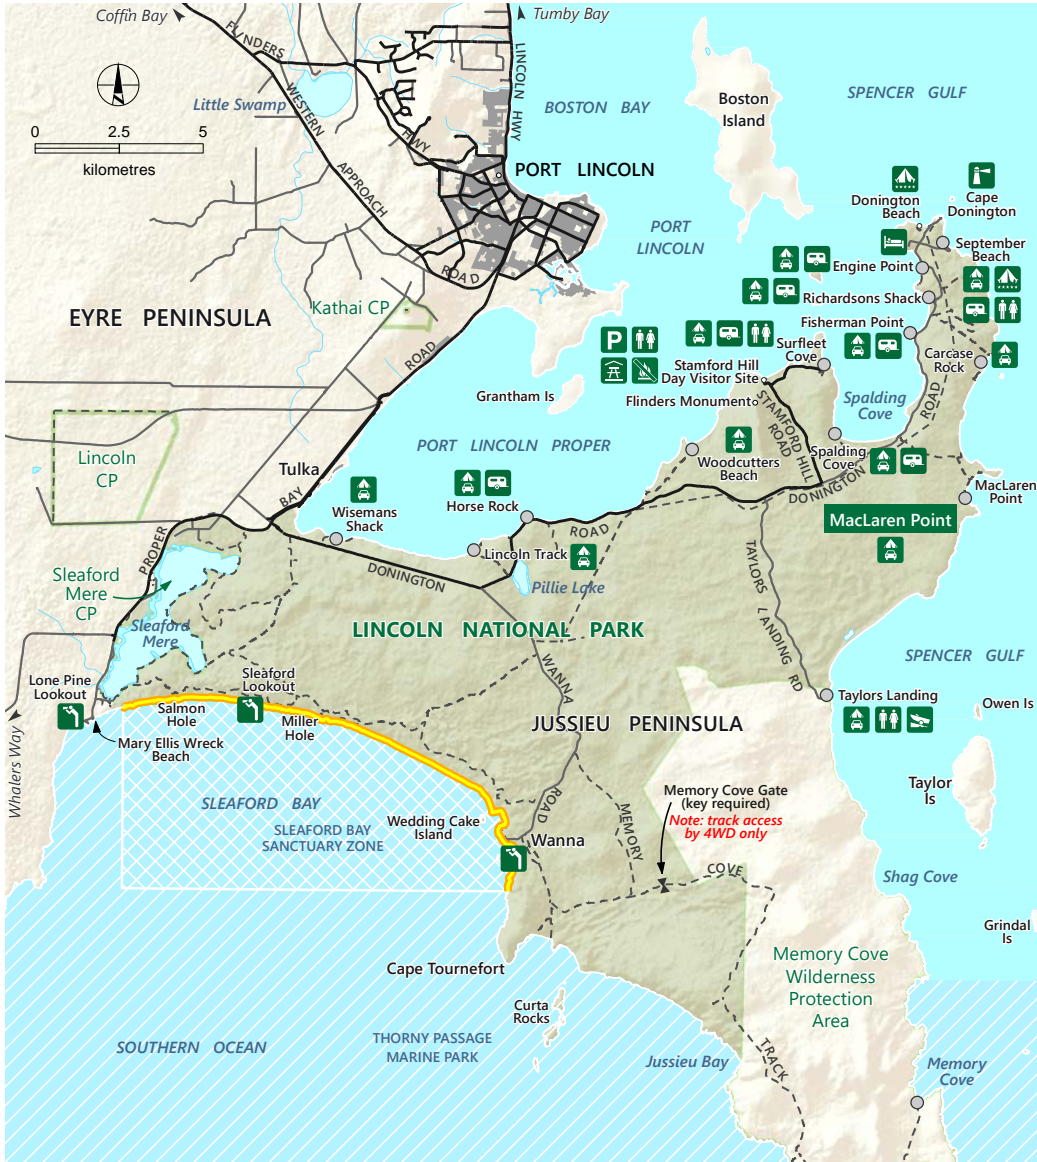 Coffin Bay
Tumby Bay
FLINDERS
HWY
LINCOLN HWY
WESTERN
APPROACH
ROAD
Little Swamp
BOSTON BAY
Boston
Island
SPENCER GULF
0
2.5
5
kilometres
PORT LINCOLN
PORT
LINCOLN
Donington
Beach
Cape
Donington
September
Beach
Engine Point
Richardsons Shack
Fisherman Point
Carcase
Rock
Kathai CP
EYRE PENINSULA
ROAD
P
Surfleet
Cove
Stamford Hill
Day Visitor Site
Flinders Monument
Grantham Is
STAMFORD HILL
ROAD
Spalding
Cove
ROAD
PORT LINCOLN PROPER
Lincoln
CP
Tulka
BAY
Woodcutters
Beach
Spalding
Cove
DONINGTON
MacLaren
Point
MacLaren Point
Wisemans
Shack
Horse Rock
ROAD
Lincoln Track
Pillie Lake
DONINGTON
PROPER
Sleaford
Mere
CP
Sleaford
Mere
TAYLORS LANDING RD
LINCOLN NATIONAL PARK
WANNA
ROAD
SPENCER GULF
Lone Pine
Lookout
Sleaford
Lookout
Salmon
Hole
Miller
Hole
Mary Ellis Wreck
Beach
Whalers Way
JUSSIEU PENINSULA
Taylors Landing
Owen Is
Taylor
Is
SLEAFORD BAY
SLEAFORD BAY
SANCTUARY ZONE
Wedding Cake
Island
Wanna
MEMORY
COVE
TRACK
Memory Cove Gate
(key required)
Note: track access
by 4WD only
Shag Cove
Grindal
Is
Memory Cove
Wilderness
Protection
Area
Cape Tournefort
Curta
Rocks
SOUTHERN OCEAN
THORNY PASSAGE
MARINE PARK
Jussieu Bay
Memory
Cove